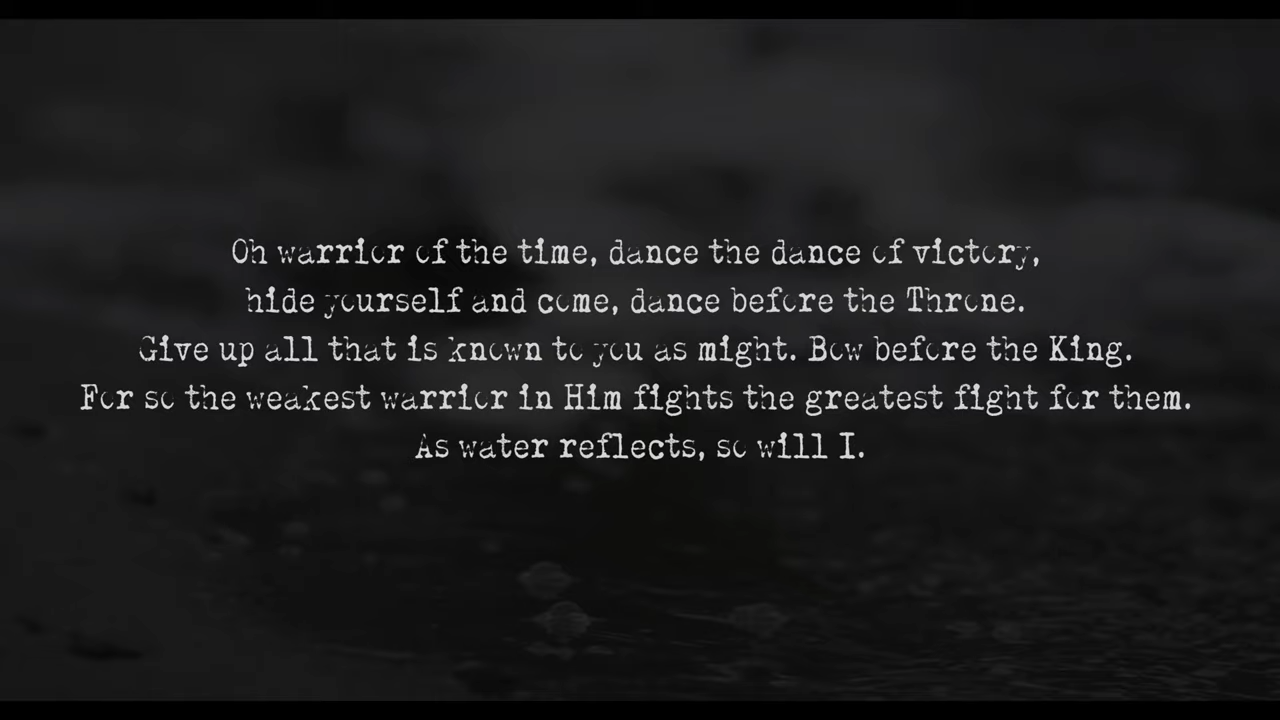 Oh warrior of the time, dance the dance of victory,
hide yourself and come, dance before the Throne.
Give up all that is known to you as might. Bow before the King.
For so the weakest warrior in Him fights the greatest fight for them.
As water reflects, so will I.